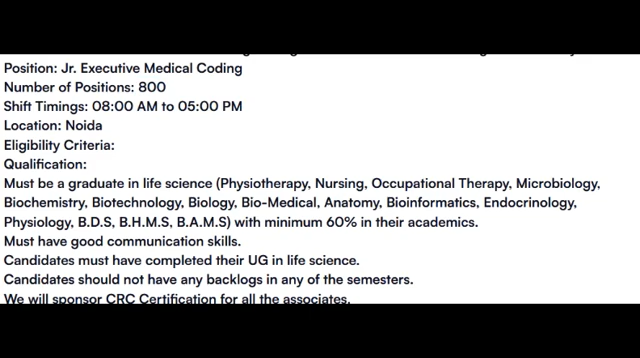 Position: Jr. Executive Medical Coding
Number of Positions: 800
Shift Timings: 08:00 AM to 05:00 PM
Location: Noida
Eligibility Criteria:
Qualification:
Must be a graduate in life science (Physiotherapy, Nursing, Occupational Therapy, Microbiology,
Biochemistry, Biotechnology, Biology, Bio-Medical, Anatomy, Bioinformatics, Endocrinology,
Physiology, B.D.S, B.H.M.S, B.A.M.S) with minimum 60% in their academics.
Must have good communication skills.
Candidates must have completed their UG in life science.
Candidates should not have any backlogs in any of the semesters.
We will sponsor CRC Certification for all the associates.